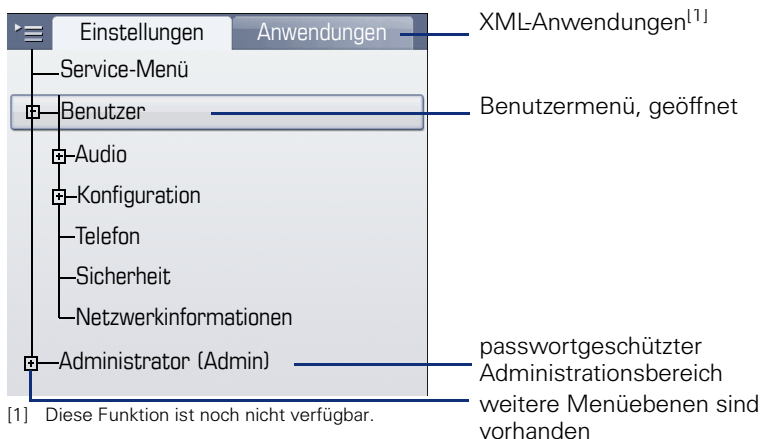 Einstellungen Anwendungen
XML-Anwendungen[1]
Service-Menü
Benutzer
Benutzermenü, geöffnet
Audio
Konfiguration
Telefon
Sicherheit
Netzwerkinformationen
Administrator (Admin)
passwortgeschützter
Administrationsbereich
weitere Menüebenen sind
vorhanden
[1] Diese Funktion ist noch nicht verfügbar.